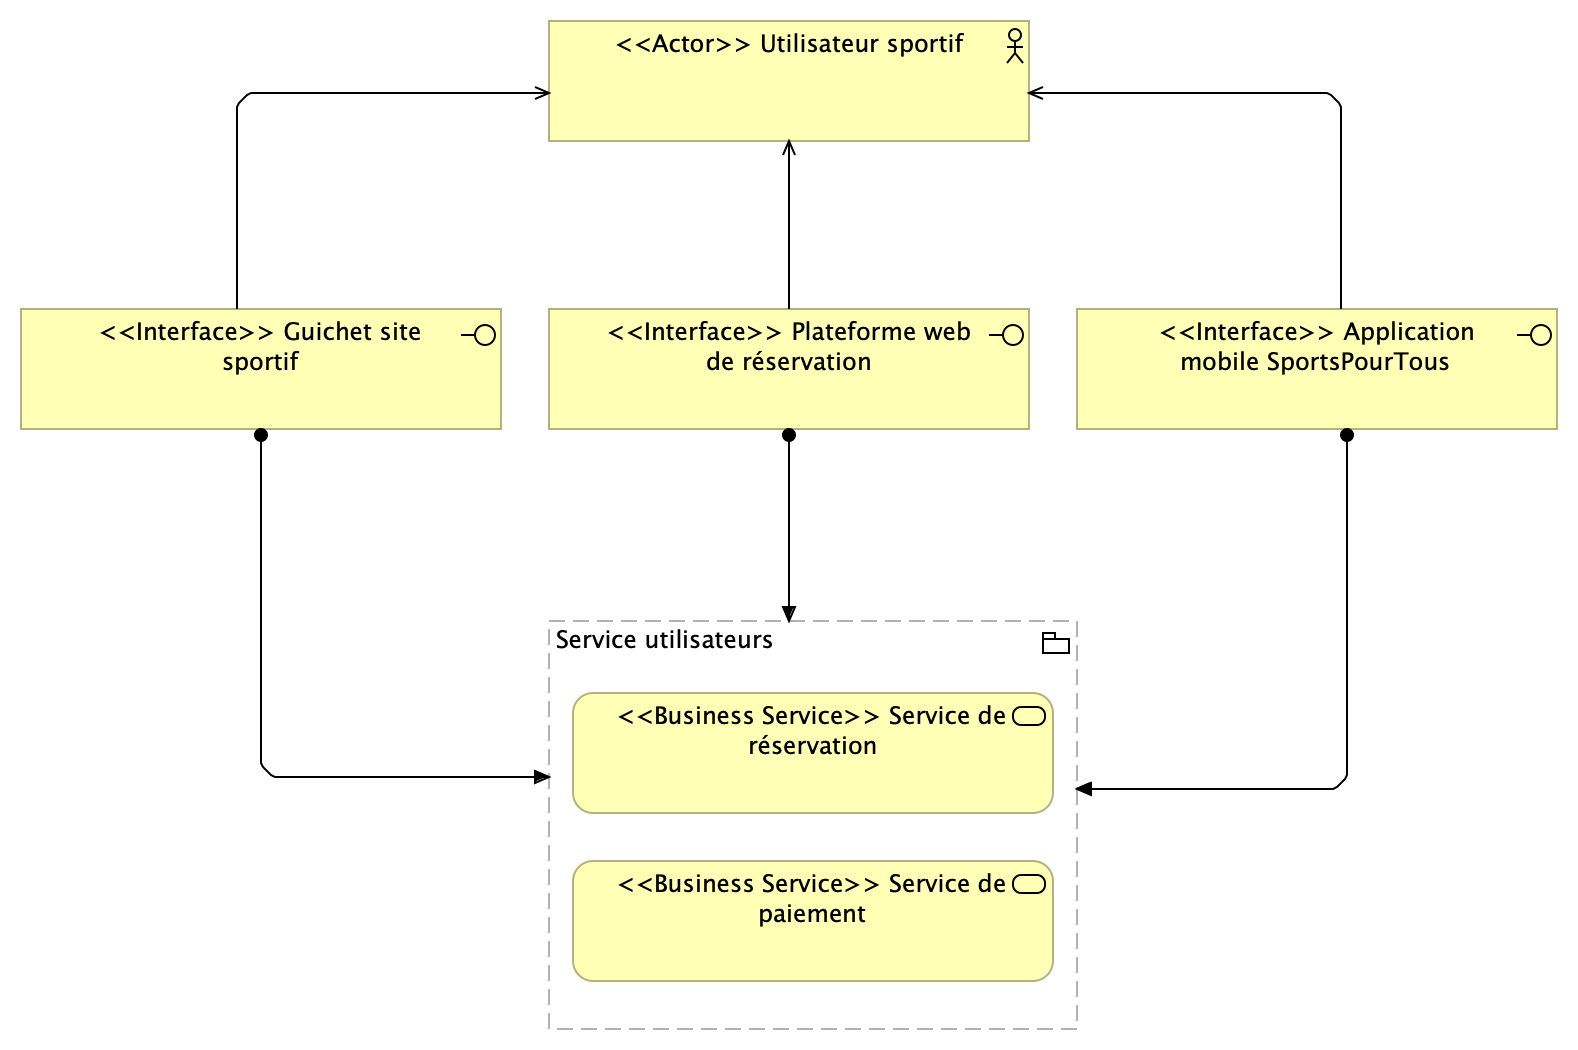 <<Actor>> Utilisateur sportif
<<Interface>> Guichet site
sportif
<<Interface>> Plateforme web
de réservation
<<Interface>> Application
mobile SportsPourTous
Service utilisateurs
<<Business Service>> Service de
réservation
<<Business Service>> Service de
paiement